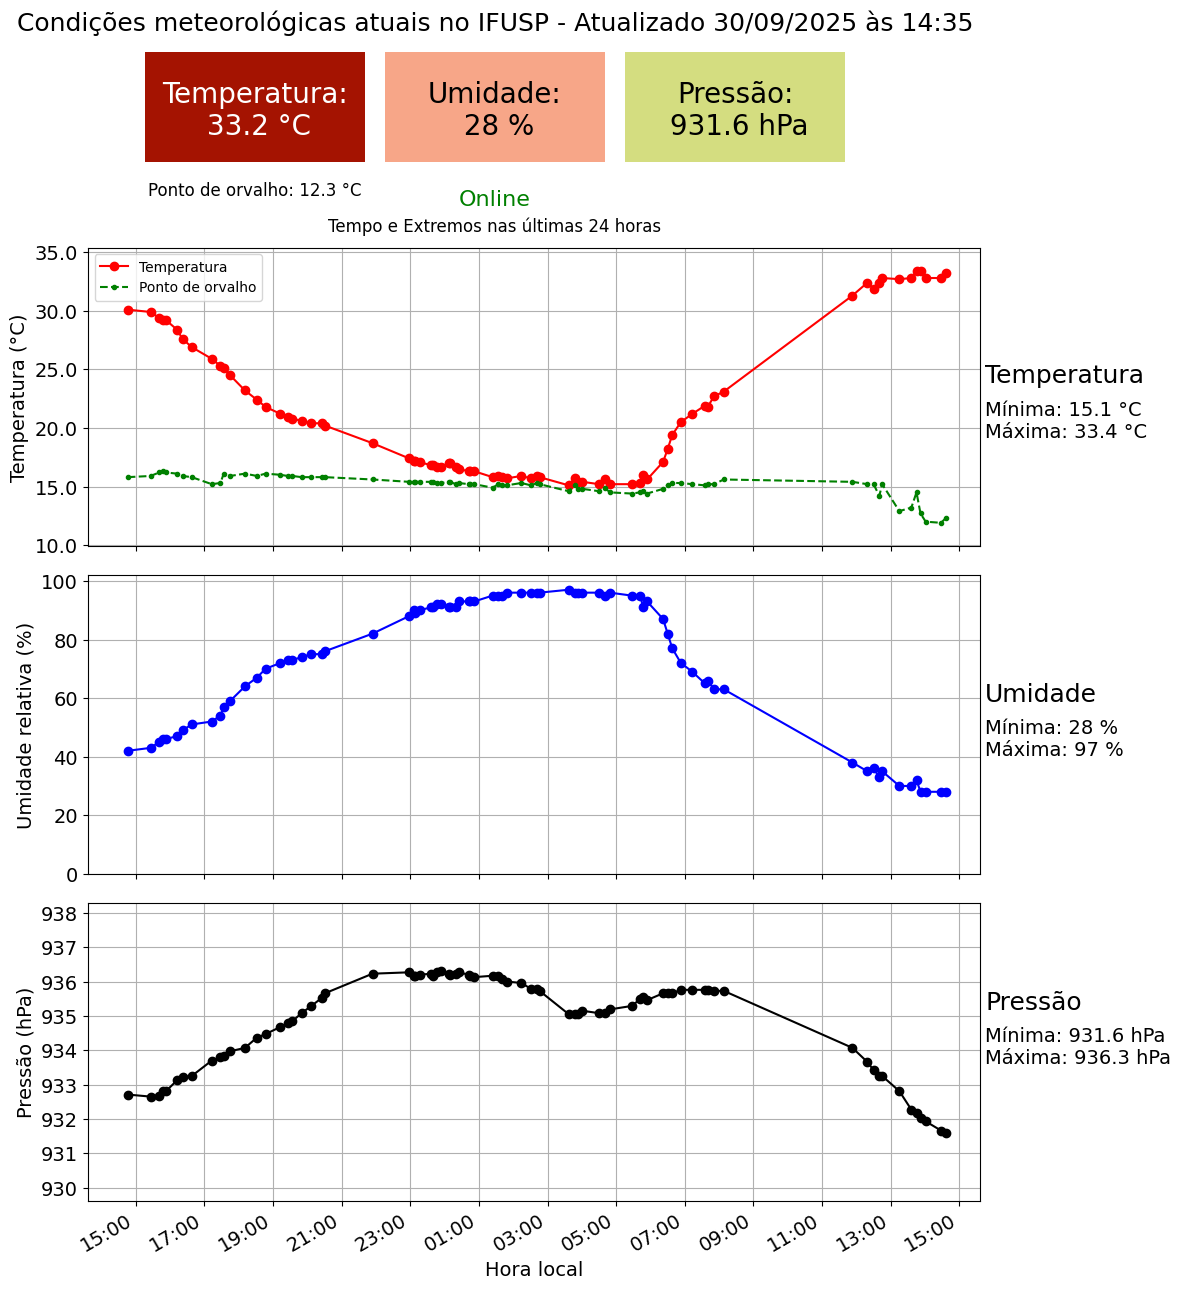 Condições meteorológicas atuais no IFUSP - Atualizado 30/09/2025 às 14:35
Temperatura:
33.2 °C
Umidade:
28 %
Pressão:
931.6 hPa
Ponto de orvalho: 12.3 °C
Online
Tempo e Extremos nas últimas 24 horas
Temperatura (°C)
35.0
30.0
25.0
20.0
15.0
10.0
Temperatura
Ponto de orvalho
Temperatura
Mínima: 15.1 °C
Máxima: 33.4 °C
Umidade relativa (%)
100
80
60
40
20
0
Umidade
Mínima: 28 %
Máxima: 97 %
Pressão (hPa)
938
937
936
935
934
933
932
931
930
Pressão
Mínima: 931.6 hPa
Máxima: 936.3 hPa
15:00 17:00 19:00 21:00 23:00 01:00 03:00 05:00 07:00 09:00 11:00 13:00 15:00
Hora local